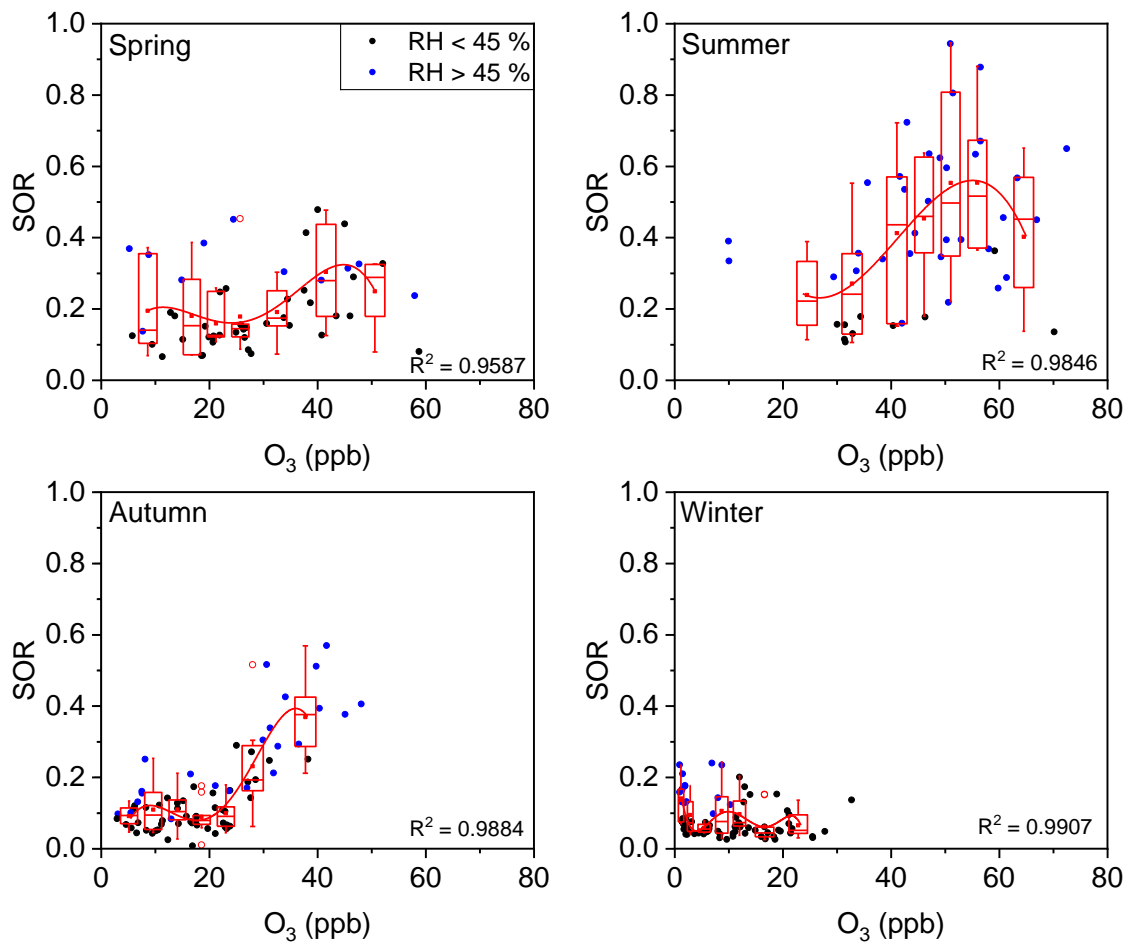 Spring
RH < 45 %
RH > 45 %
1.0
0.8
0.6
0.4
0.2
0.0
SOR
R² = 0.9587
0 20 40 60 80
O₃ (ppb)
Summer
1.0
0.8
0.6
0.4
0.2
0.0
SOR
R² = 0.9846
0 20 40 60 80
O₃ (ppb)
Autumn
1.0
0.8
0.6
0.4
0.2
0.0
SOR
R² = 0.9884
0 20 40 60 80
O₃ (ppb)
Winter
1.0
0.8
0.6
0.4
0.2
0.0
SOR
R² = 0.9907
0 20 40 60 80
O₃ (ppb)